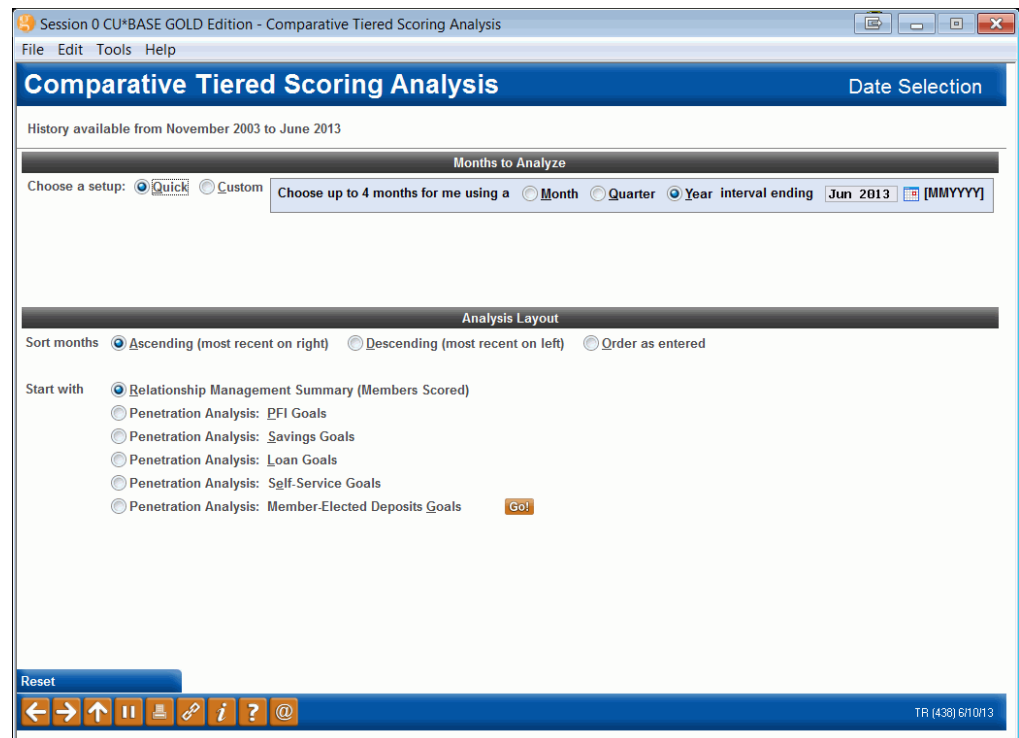 Session 0 CU*BASE GOLD Edition - Comparative Tiered Scoring Analysis
File Edit Tools Help
Comparative Tiered Scoring Analysis Date Selection
History available from November 2003 to June 2013
Months to Analyze
Choose a setup: Quick Custom Choose up to 4 months for me using a Month Quarter Year interval ending Jun 2013 [MMYYYY]
Analysis Layout
Sort months Ascending (most recent on right) Descending (most recent on left) Order as entered
Start with Relationship Management Summary (Members Scored)
Penetration Analysis: PFI Goals
Penetration Analysis: Savings Goals
Penetration Analysis: Loan Goals
Penetration Analysis: Self-Service Goals
Penetration Analysis: Member-Elected Deposits Goals Go!
Reset
i ? @ TR (438) 6/10/13